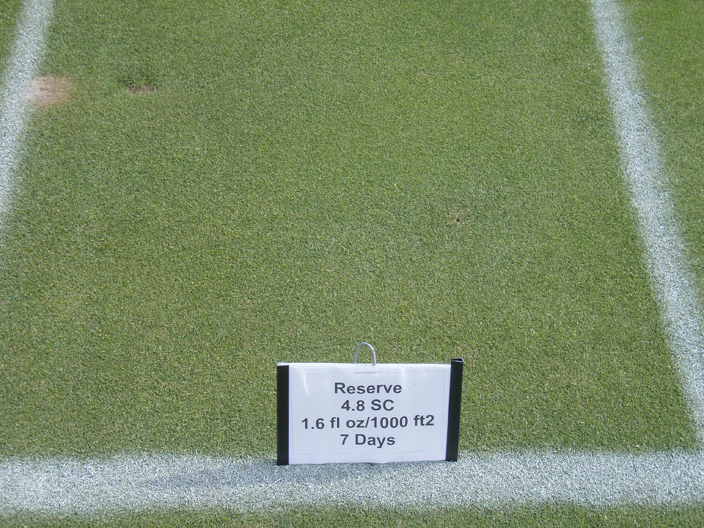 Reserve
4.8 SC
1.6 fl oz/1000 ft2
7 Days